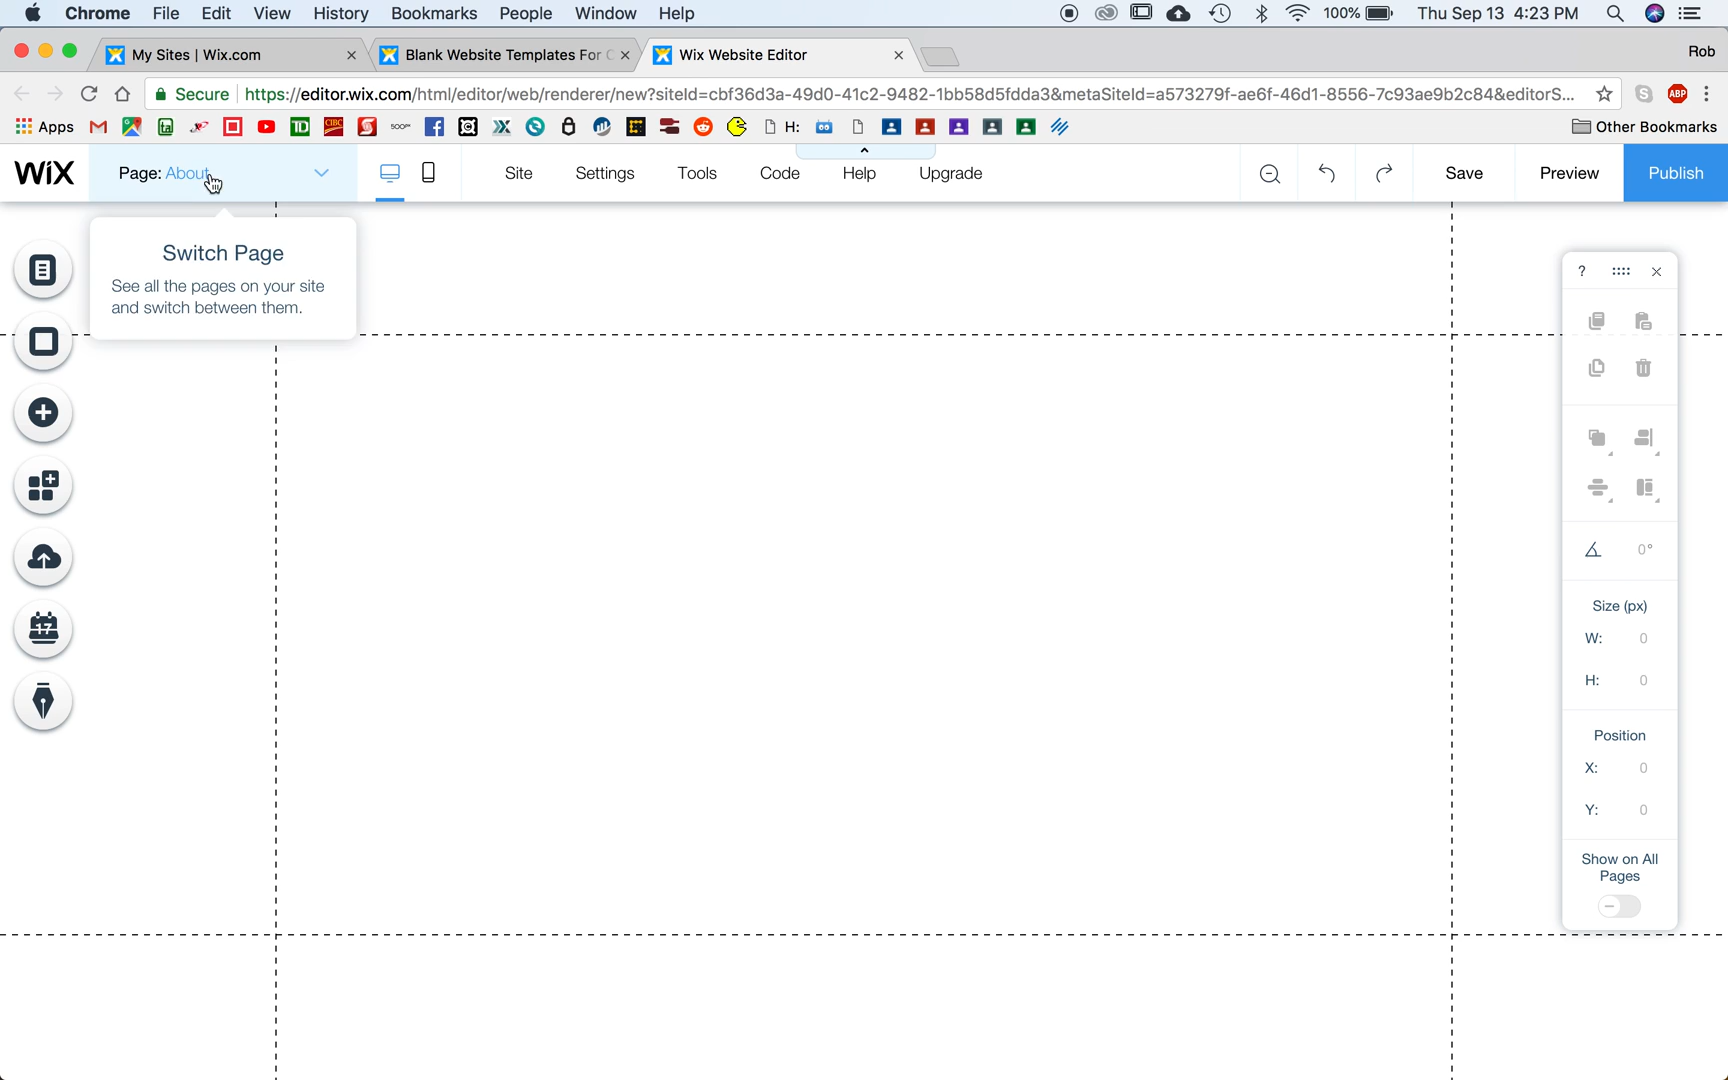 Chrome File Edit View History Bookmarks People Window Help 100% Thu Sep 13 4:23 PM
My Sites | Wix.com Blank Website Templates For Wix Website Editor Rob
Secure https://editor.wix.com/html/editor/web/renderer/new?siteId=cbf36d3a-49d0-41c2-9482-1bb58d5fdda3&metaSiteId=a573279f-ae6f-46d1-8556-7c93ae9b2c84&editorS... ABP
Apps H: Other Bookmarks
WiX Page: About Site Settings Tools Code Help Upgrade Save Preview Publish
Switch Page
See all the pages on your site
and switch between them.
17
?
0°
Size (px)
W: 0
H: 0
Position
X: 0
Y: 0
Show on All
Pages